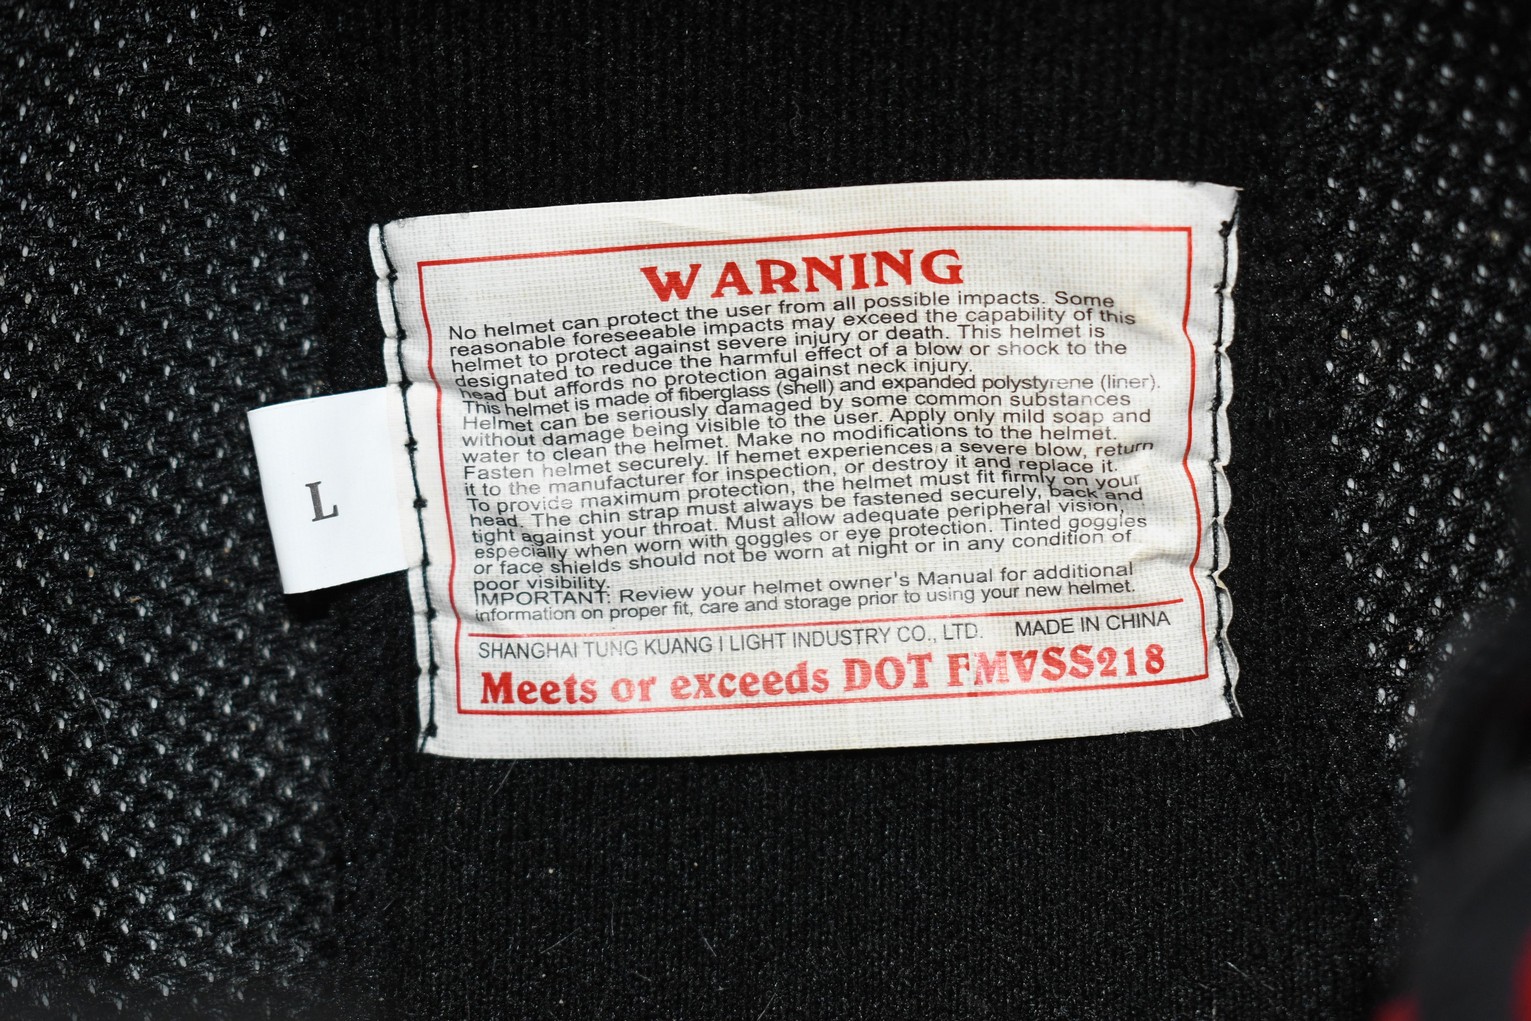 WARNING
No helmet can protect the user from all possible impacts. Some
reasonable foreseeable impacts may exceed the capability of this
helmet to protect against severe injury or death. This helmet is
designated to reduce the harmful effect of a blow or shock to the
head but affords no protection against neck injury.
This helmet is made of fiberglass (shell) and expanded polystyrene (liner).
Helmet can be seriously damaged by some common substances
without damage being visible to the user. Apply only mild soap and
water to clean the helmet. Make no modifications to the helmet.
Fasten helmet securely. If hemet experiences a severe blow, return
it to the manufacturer for inspection, or destroy it and replace it.
To provide maximum protection, the helmet must fit firmly on your
head. The chin strap must always be fastened securely, back and
tight against your throat. Must allow adequate peripheral vision,
especially when worn with goggles or eye protection. Tinted goggles
or face shields should not be worn at night or in any condition of
poor visibility.
IMPORTANT: Review your helmet owner's Manual for additional
information on proper fit, care and storage prior to using your new helmet.
SHANGHAI TUNG KUANG I LIGHT INDUSTRY CO., LTD. MADE IN CHINA
Meets or exceeds DOT FMVSS218
L